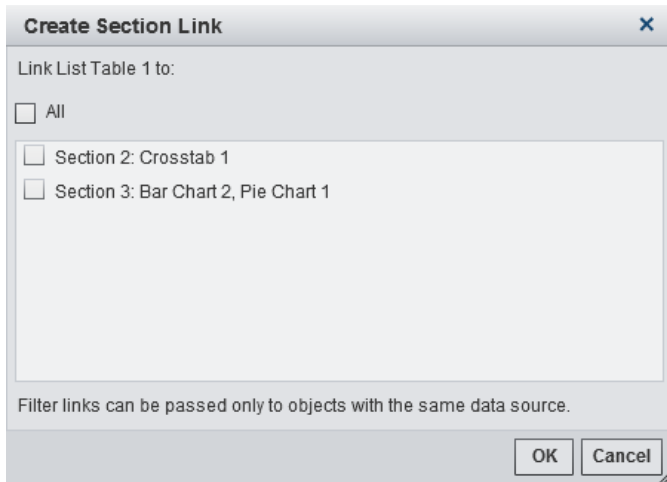 Create Section Link
Link List Table 1 to:
All
Section 2: Crosstab 1
Section 3: Bar Chart 2, Pie Chart 1
Filter links can be passed only to objects with the same data source.
OK Cancel